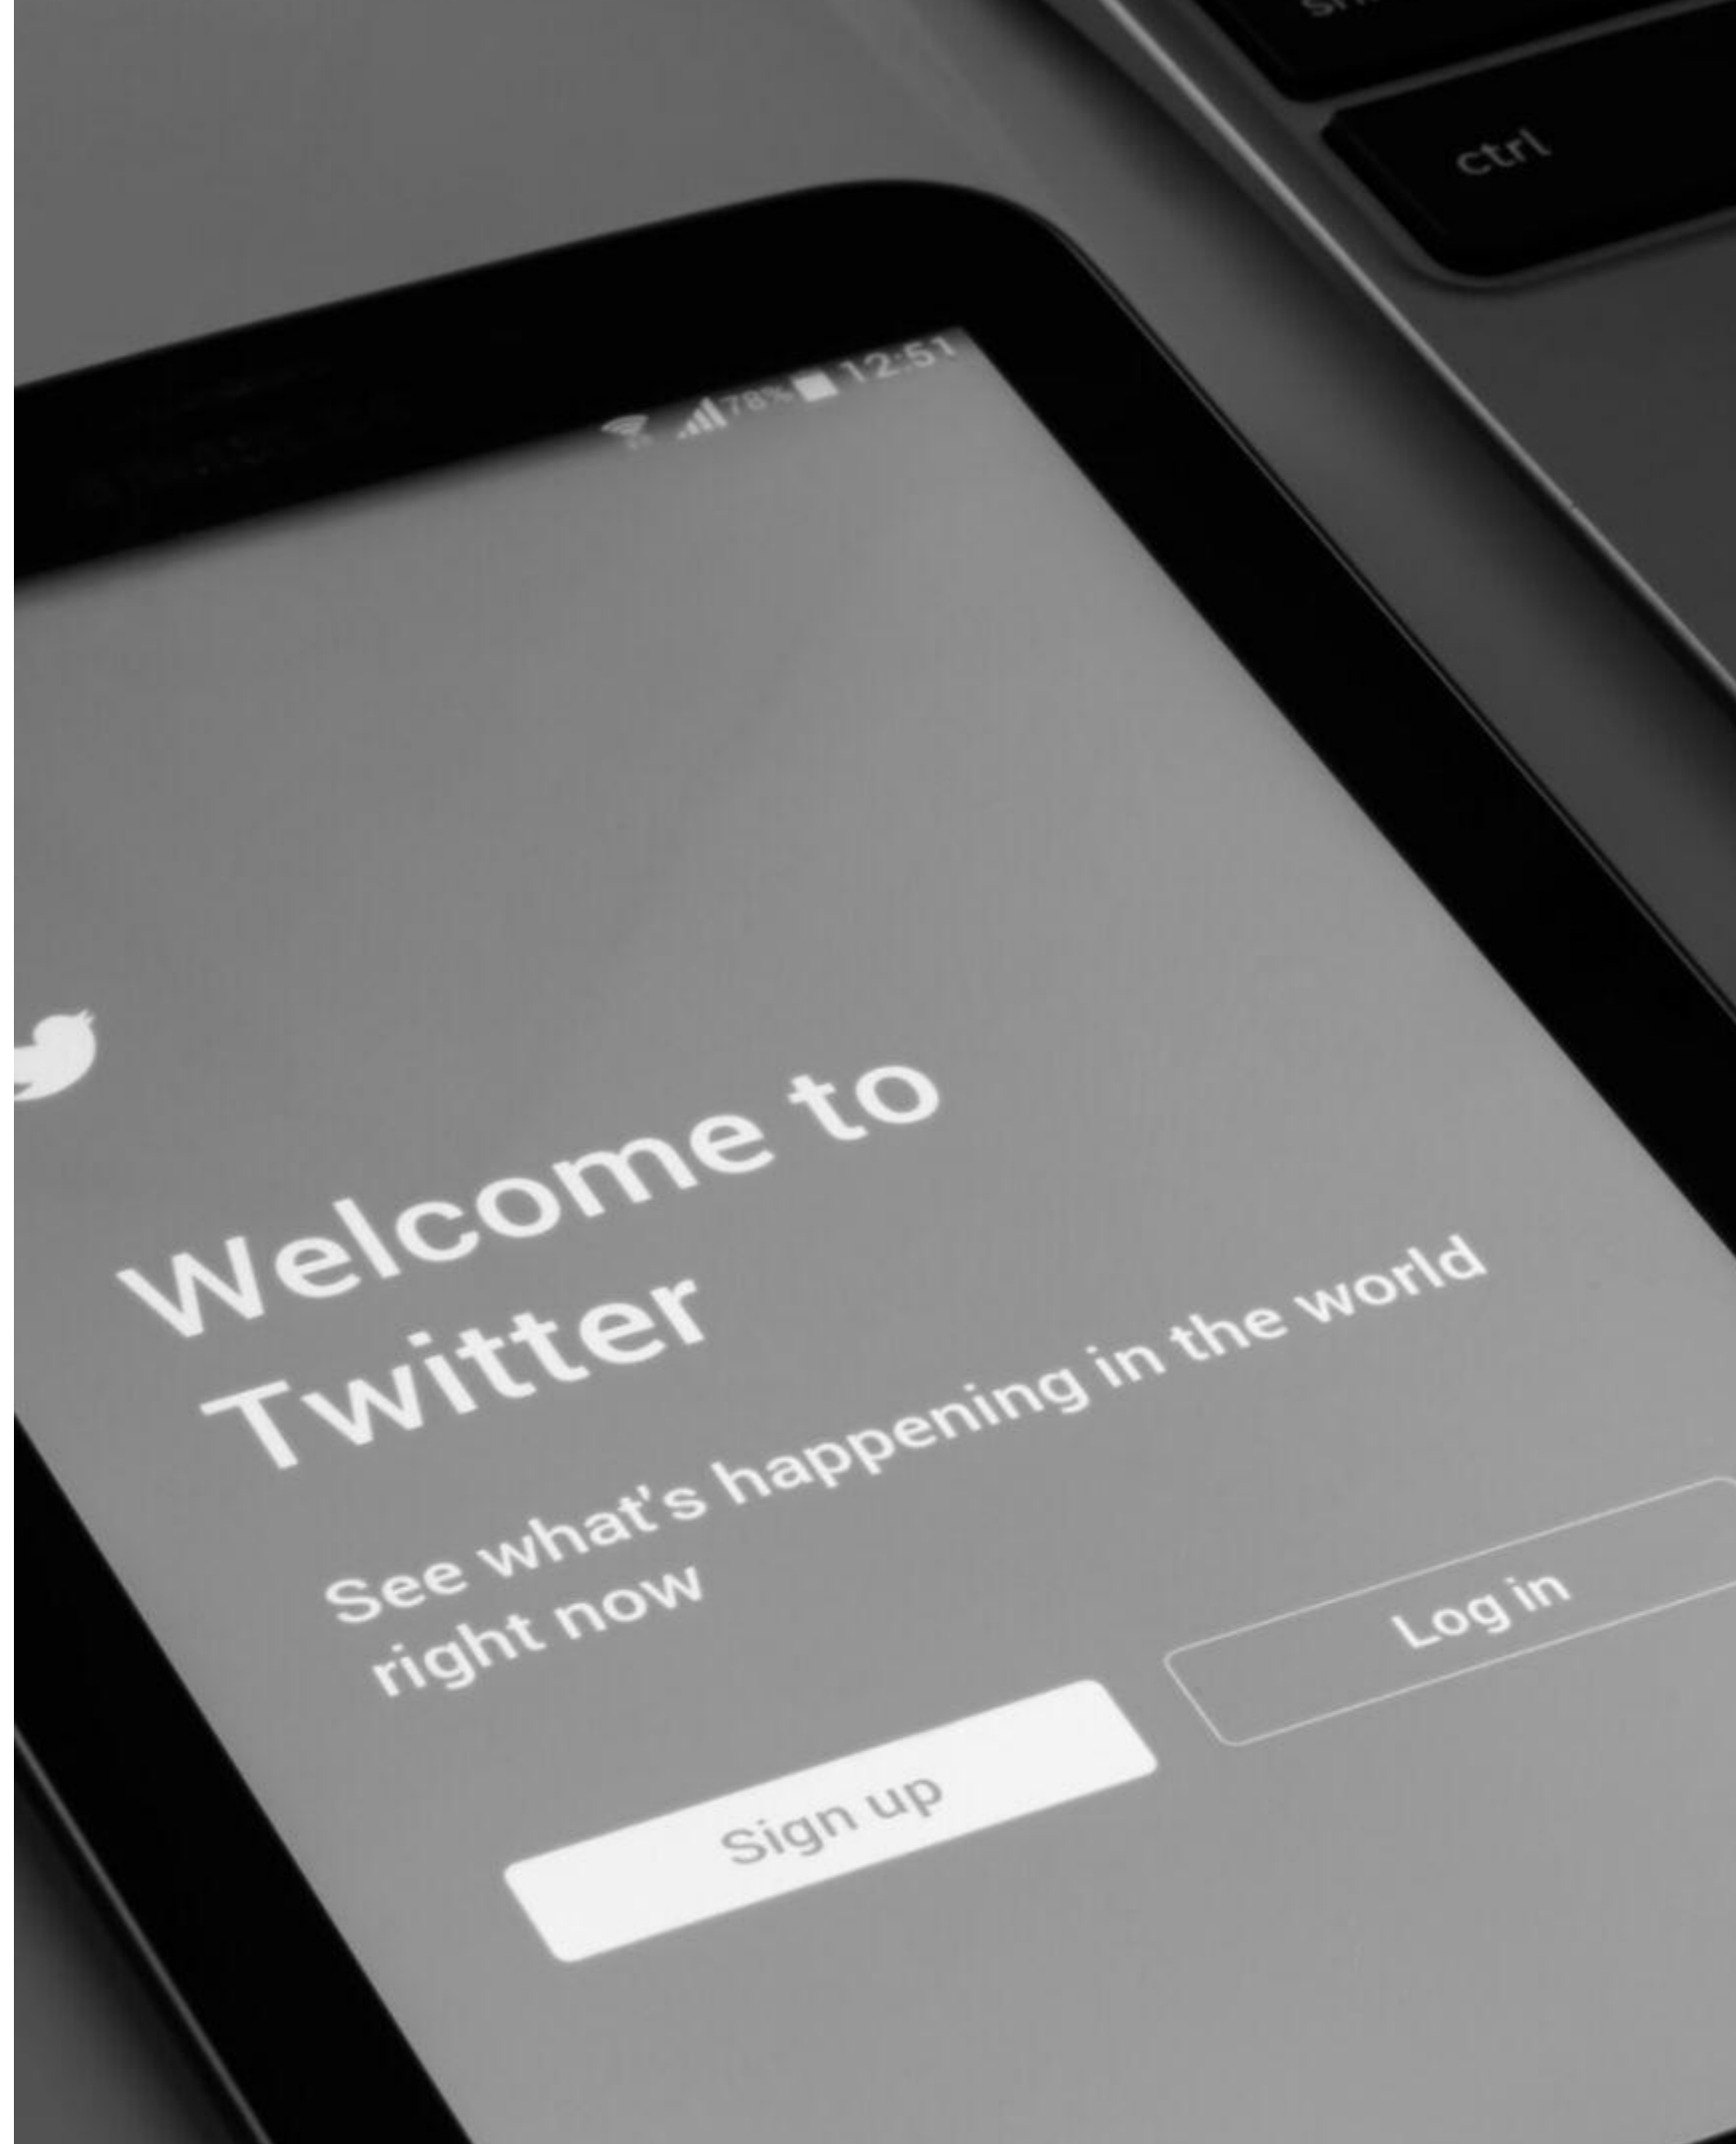 ctrl
78% 12:51
Welcome to
Twitter
See what's happening in the world
right now
Log in
Sign up